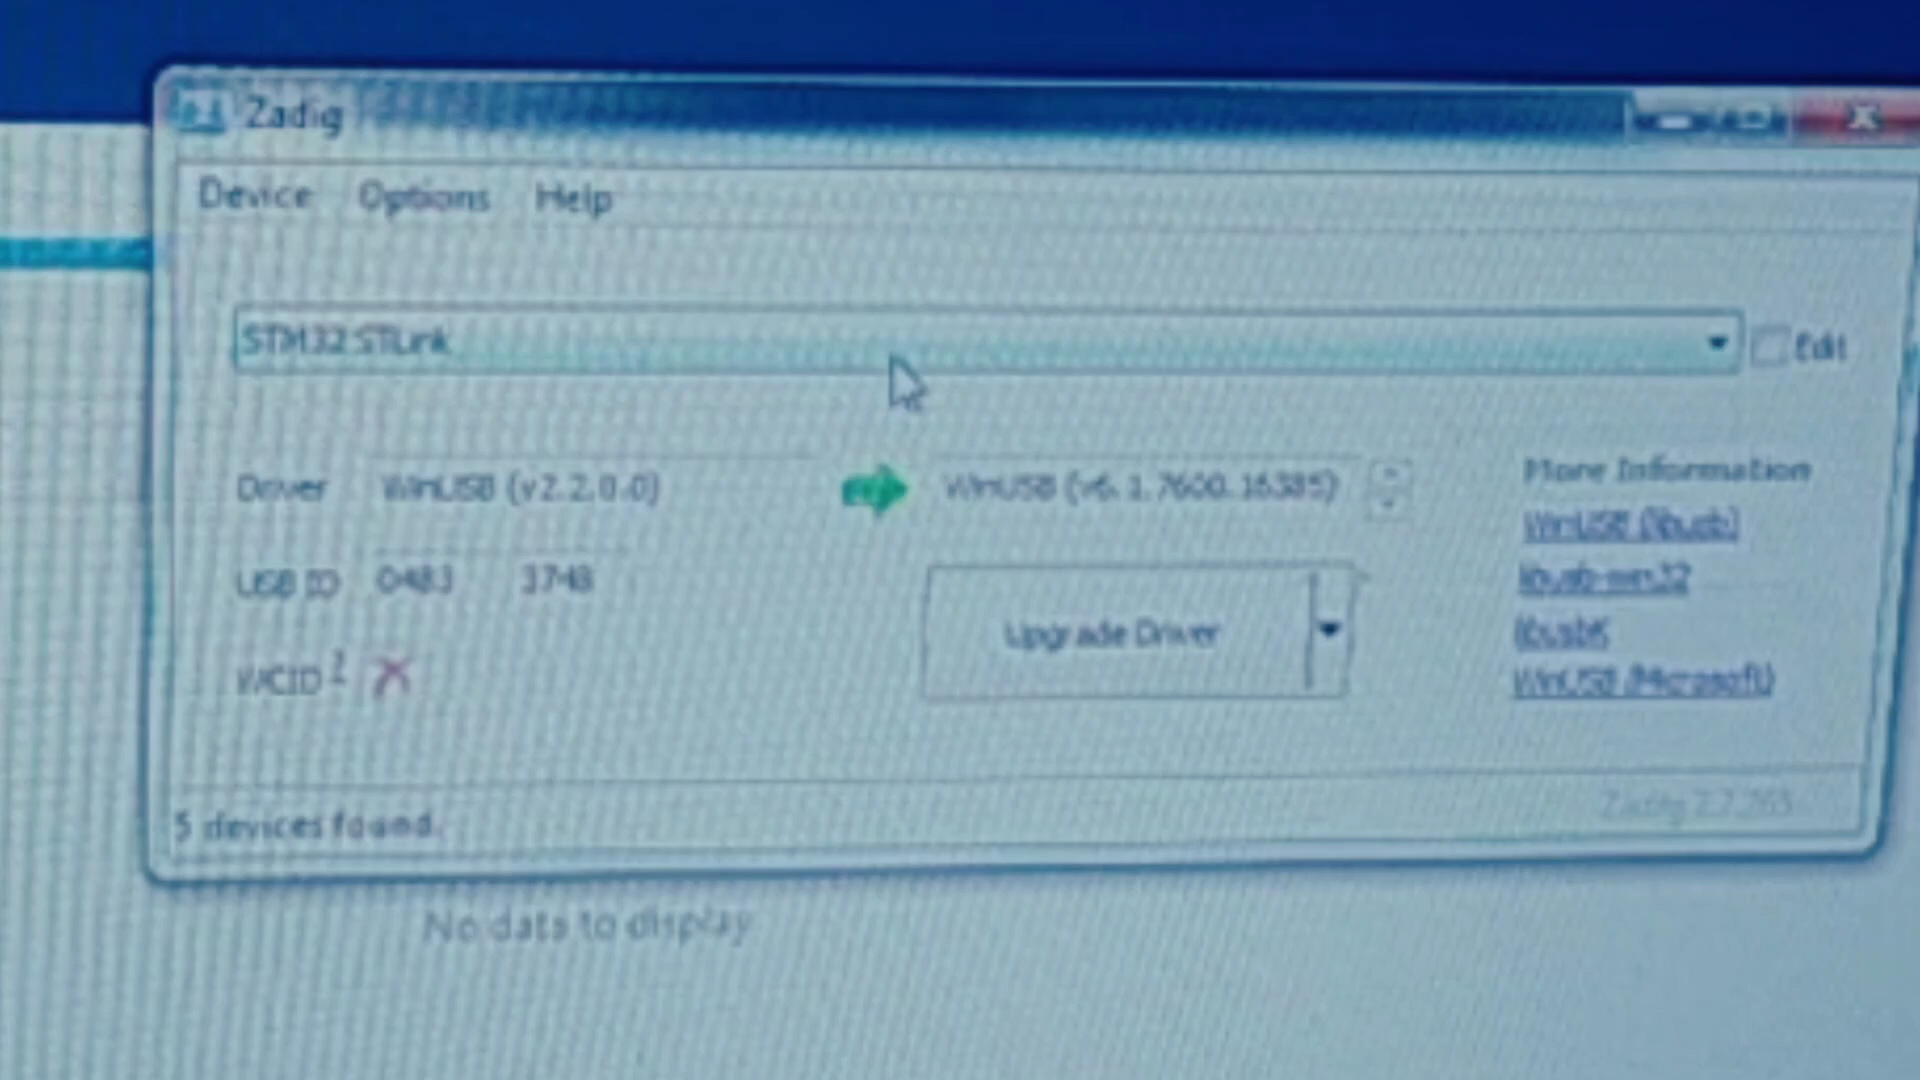 Zadig
Device Options Help
STM32 STLink Edit
Driver WinUSB (v2.2.0.0) WinUSB (v6.1.7600.16385) More Information
WinUSB (libusb)
USB ID 0483 3748 libusb-win32
Upgrade Driver libusbK
WCID ? WinUSB (Microsoft)
5 devices found. Zadig
No data to display